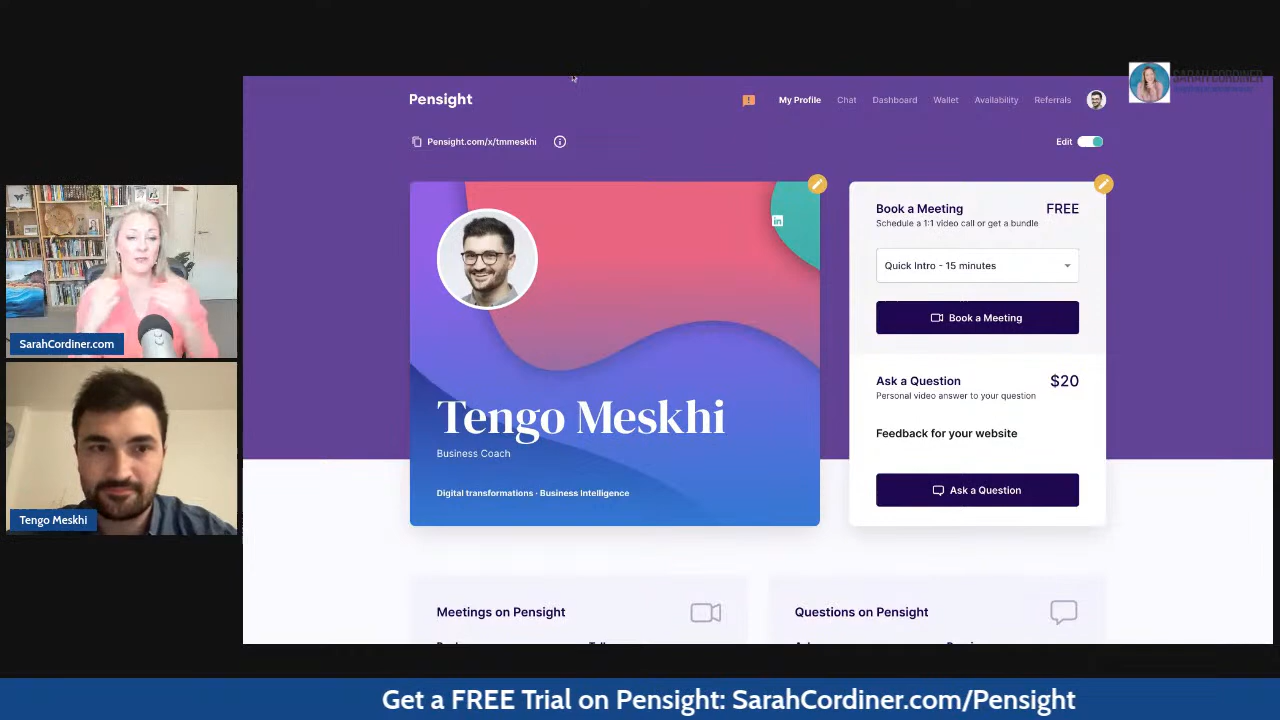 SARAH CORDINER
Pensight
My Profile
Chat
Dashboard
Wallet
Availability
Referrals
Pensight.com/x/tmmeskhi
Edit
in
Tengo Meskhi
Business Coach
Digital transformations · Business Intelligence
Book a Meeting
FREE
Schedule a 1:1 video call or get a bundle
Quick Intro - 15 minutes
Book a Meeting
Ask a Question
$20
Personal video answer to your question
Feedback for your website
Ask a Question
Meetings on Pensight
Questions on Pensight
SarahCordiner.com
Tengo Meskhi
Get a FREE Trial on Pensight: SarahCordiner.com/Pensight